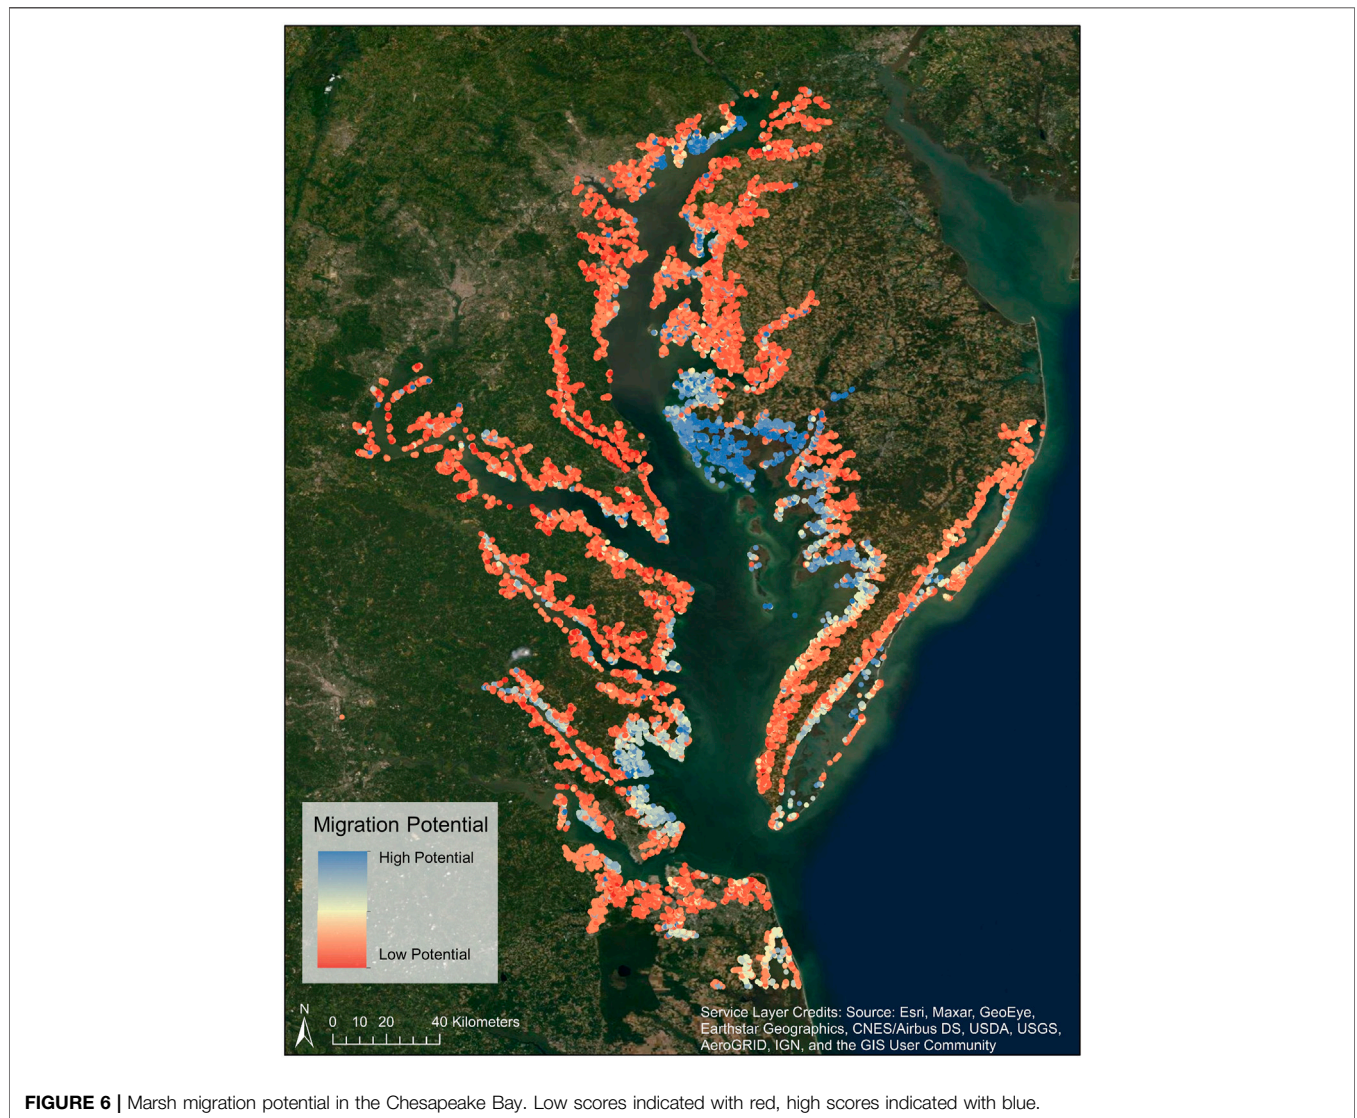 Migration Potential
High Potential
Low Potential
N
0 10 20 40 Kilometers
Service Layer Credits: Source: Esri, Maxar, GeoEye,
Earthstar Geographics, CNES/Airbus DS, USDA, USGS,
AeroGRID, IGN, and the GIS User Community
FIGURE 6 | Marsh migration potential in the Chesapeake Bay. Low scores indicated with red, high scores indicated with blue.